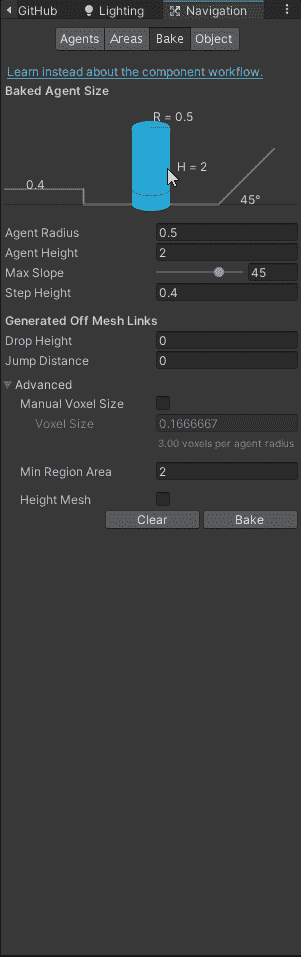 GitHub Lighting Navigation
Agents Areas Bake Object
Learn instead about the component workflow.
Baked Agent Size
R = 0.5
H = 2
0.4
45°
Agent Radius 0.5
Agent Height 2
Max Slope 45
Step Height 0.4
Generated Off Mesh Links
Drop Height 0
Jump Distance 0
Advanced
Manual Voxel Size
Voxel Size 0.1666667
3.00 voxels per agent radius
Min Region Area 2
Height Mesh
Clear Bake